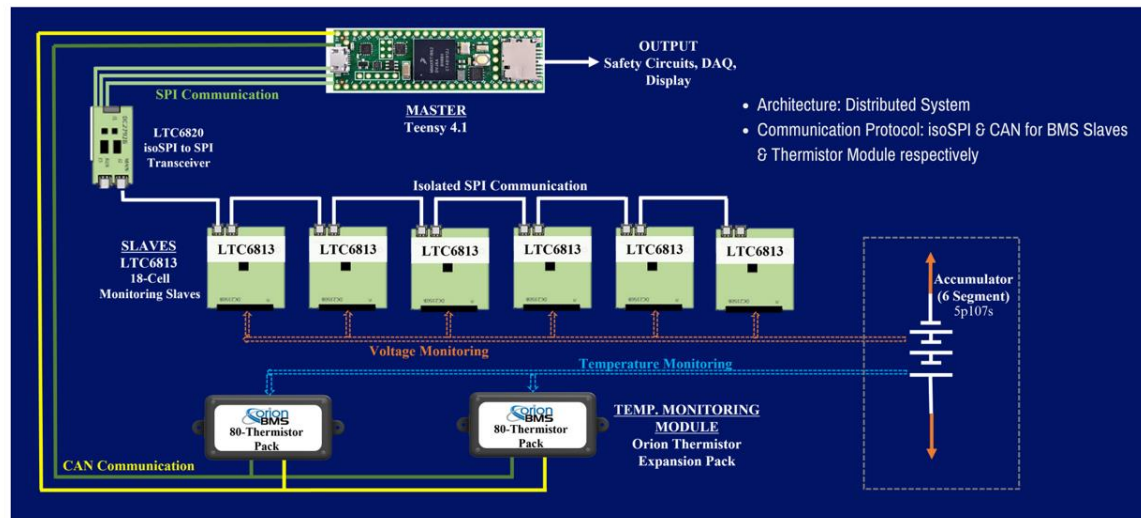 OUTPUT
Safety Circuits, DAQ,
Display
SPI Communication
MASTER
Teensy 4.1
• Architecture: Distributed System
• Communication Protocol: isoSPI & CAN for BMS Slaves
& Thermistor Module respectively
LTC6820
isoSPI to SPI
Transceiver
Isolated SPI Communication
SLAVES
LTC6813
18-Cell
Monitoring Slaves
LTC6813
LTC6813
LTC6813
LTC6813
LTC6813
LTC6813
Accumulator
(6 Segment)
5p107s
Voltage Monitoring
Temperature Monitoring
orion
BMS
80-Thermistor
Pack
orion
BMS
80-Thermistor
Pack
TEMP. MONITORING
MODULE
Orion Thermistor
Expansion Pack
CAN Communication